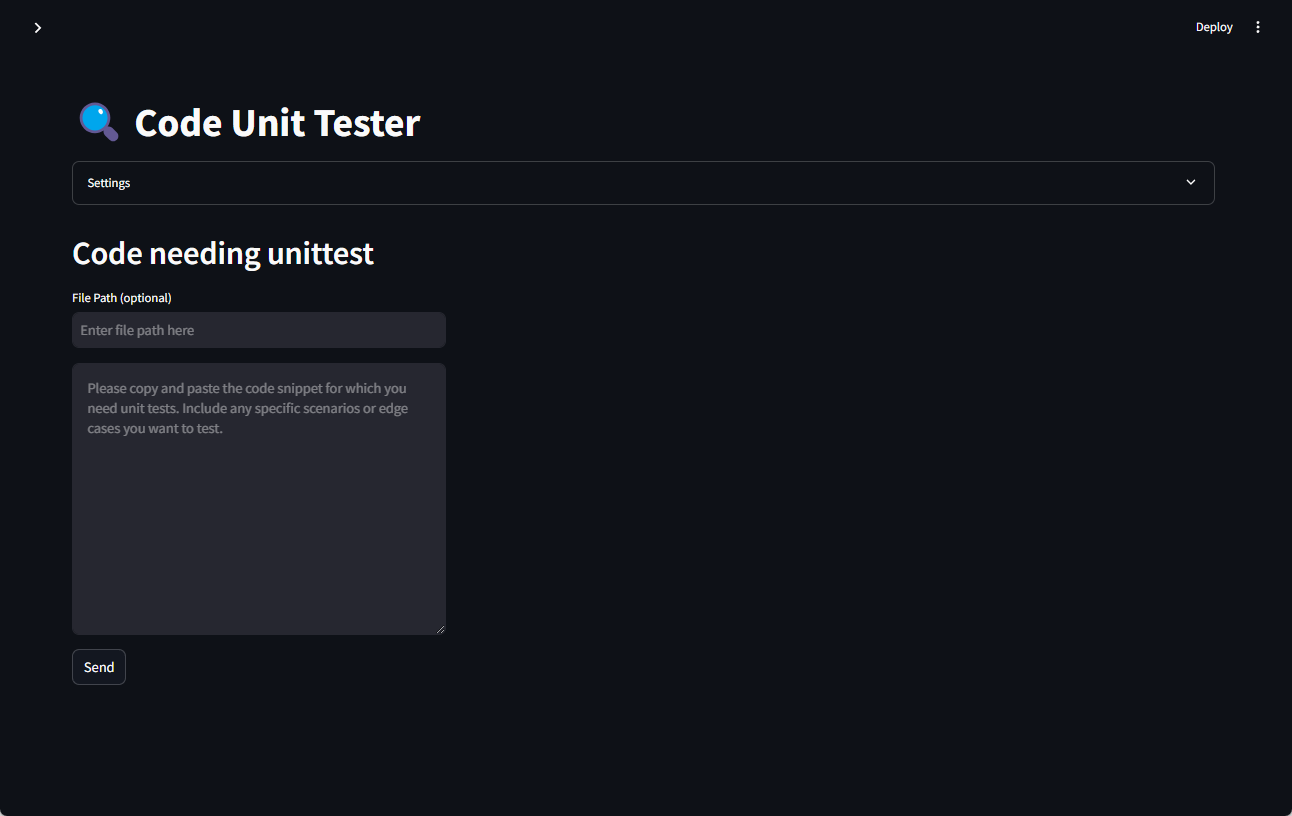 Deploy
Code Unit Tester
Settings
Code needing unittest
File Path (optional)
Enter file path here
Please copy and paste the code snippet for which you
need unit tests. Include any specific scenarios or edge
cases you want to test.
Send